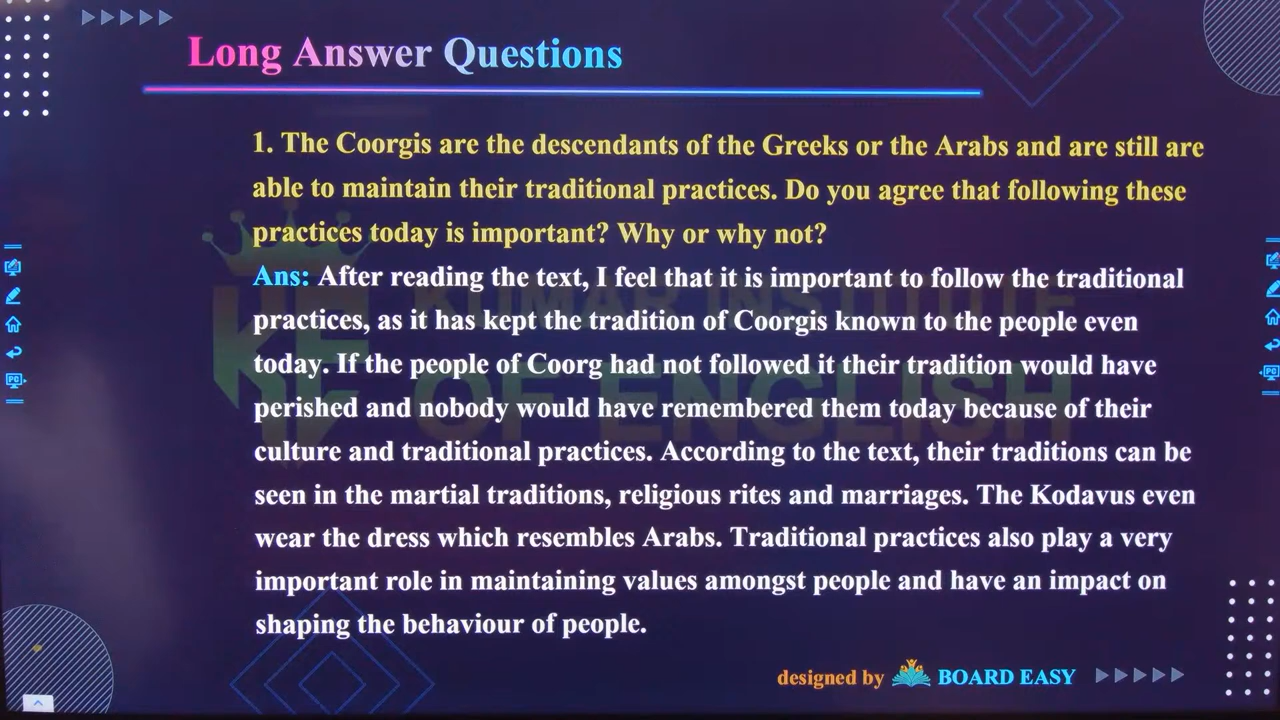 Long Answer Questions
1. The Coorgis are the descendants of the Greeks or the Arabs and are still are
able to maintain their traditional practices. Do you agree that following these
practices today is important? Why or why not?
Ans: After reading the text, I feel that it is important to follow the traditional
practices, as it has kept the tradition of Coorgis known to the people even
today. If the people of Coorg had not followed it their tradition would have
perished and nobody would have remembered them today because of their
culture and traditional practices. According to the text, their traditions can be
seen in the martial traditions, religious rites and marriages. The Kodavus even
wear the dress which resembles Arabs. Traditional practices also play a very
important role in maintaining values amongst people and have an impact on
shaping the behaviour of people.
KUMAR INSTITUTE
OF ENGLISH
KE
designed by BOARD EASY
PC
PC